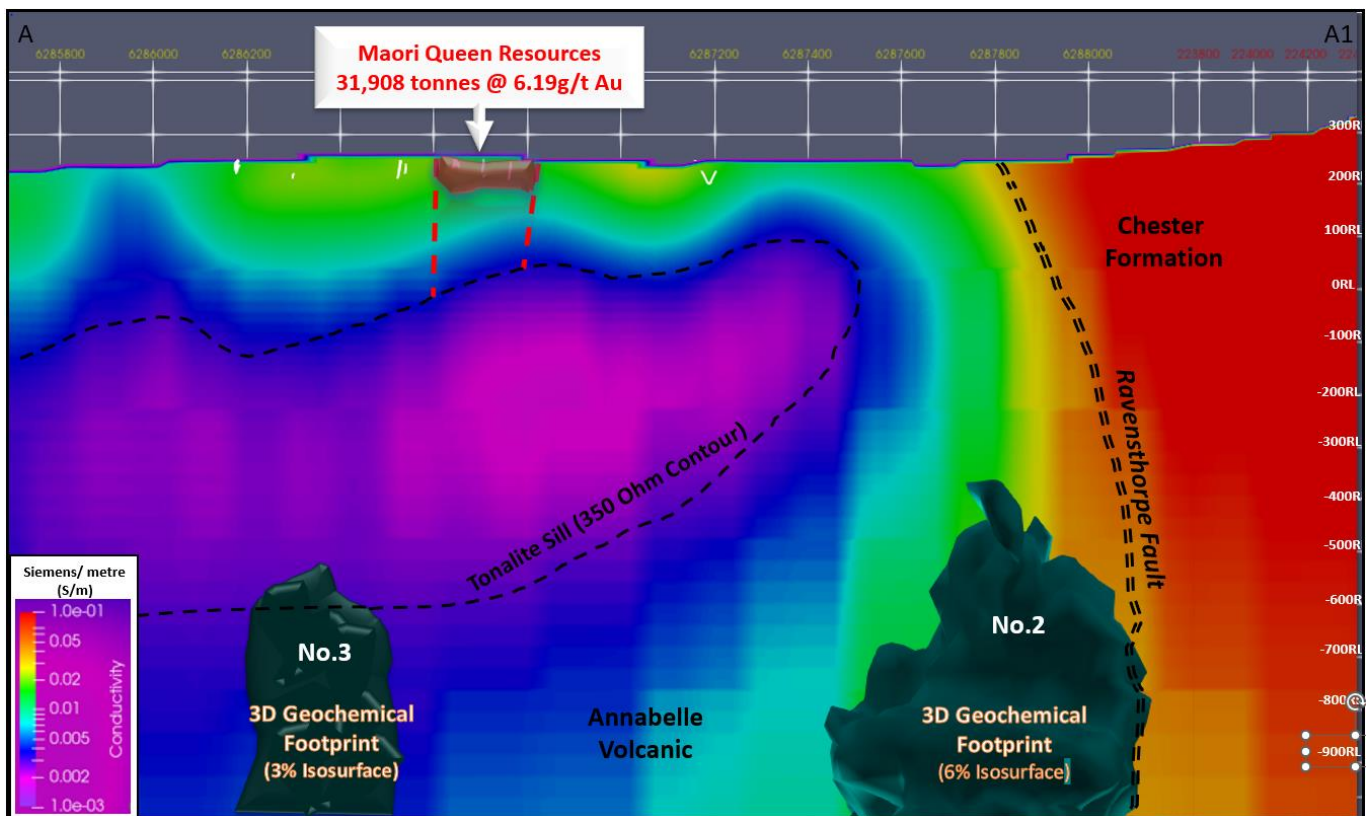 A
A1
6285800
6286000
6286200
6287200
6287400
6287600
6287800
6288000
223800
224000
224200
Maori Queen Resources
31,908 tonnes @ 6.19g/t Au
300RL
200RL
100RL
0RL
-100RL
-200RL
-300RL
-400RL
-500RL
-600RL
-700RL
-800
-900RL
Chester
Formation
Ravensthorpe Fault
Tonalite Sill (350 Ohm Contour)
Annabelle
Volcanic
No.3
3D Geochemical
Footprint
(3% Isosurface)
No.2
3D Geochemical
Footprint
(6% Isosurface)
Siemens/ metre
(S/m)
1.0e-01
0.05
0.02
0.01
0.005
0.002
1.0e-03
Conductivity